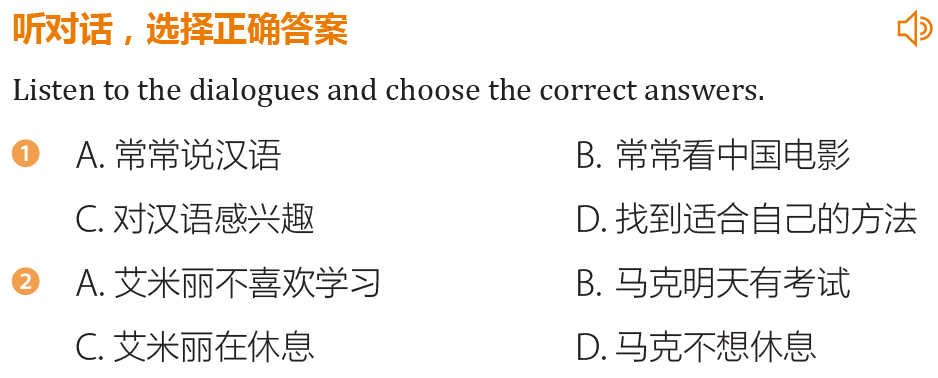 听对话，选择正确答案
Listen to the dialogues and choose the correct answers.
1 A. 常常说汉语 B. 常常看中国电影
C. 对汉语感兴趣 D. 找到适合自己的方法
2 A. 艾米丽不喜欢学习 B. 马克明天有考试
C. 艾米丽在休息 D. 马克不想休息